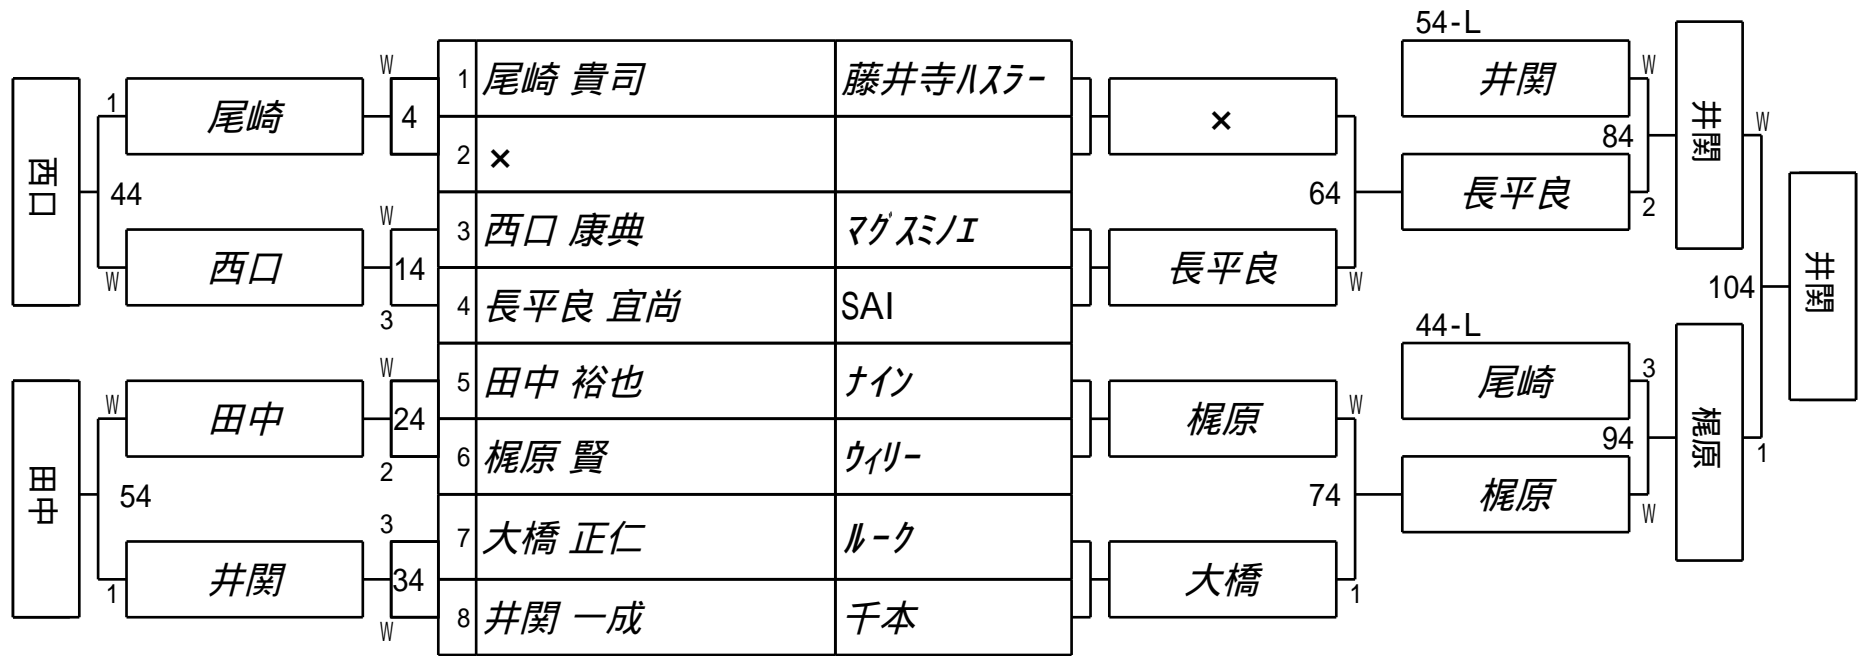 54-L
W
1 尾崎 貴司 藤井寺ﾊｽﾗｰ
井関
W
1
尾崎
4
×
井関
W
84
2 ×
西口
44
64
長平良
2
W
3 西口 康典 ﾏｸﾞｽﾐﾉｴ
西口
W
14
長平良
W
4 長平良 宜尚 SAI
3
104
井関
44-L
W
5 田中 裕也 ﾅｲﾝ
尾崎
3
W
田中
24
梶原
W
梶原
1
94
6 梶原 賢 ｳｨﾘｰ
2
田中
54
74
梶原
W
3
7 大橋 正仁 ﾙｰｸ
井関
1
34
大橋
1
8 井関 一成 千本
W